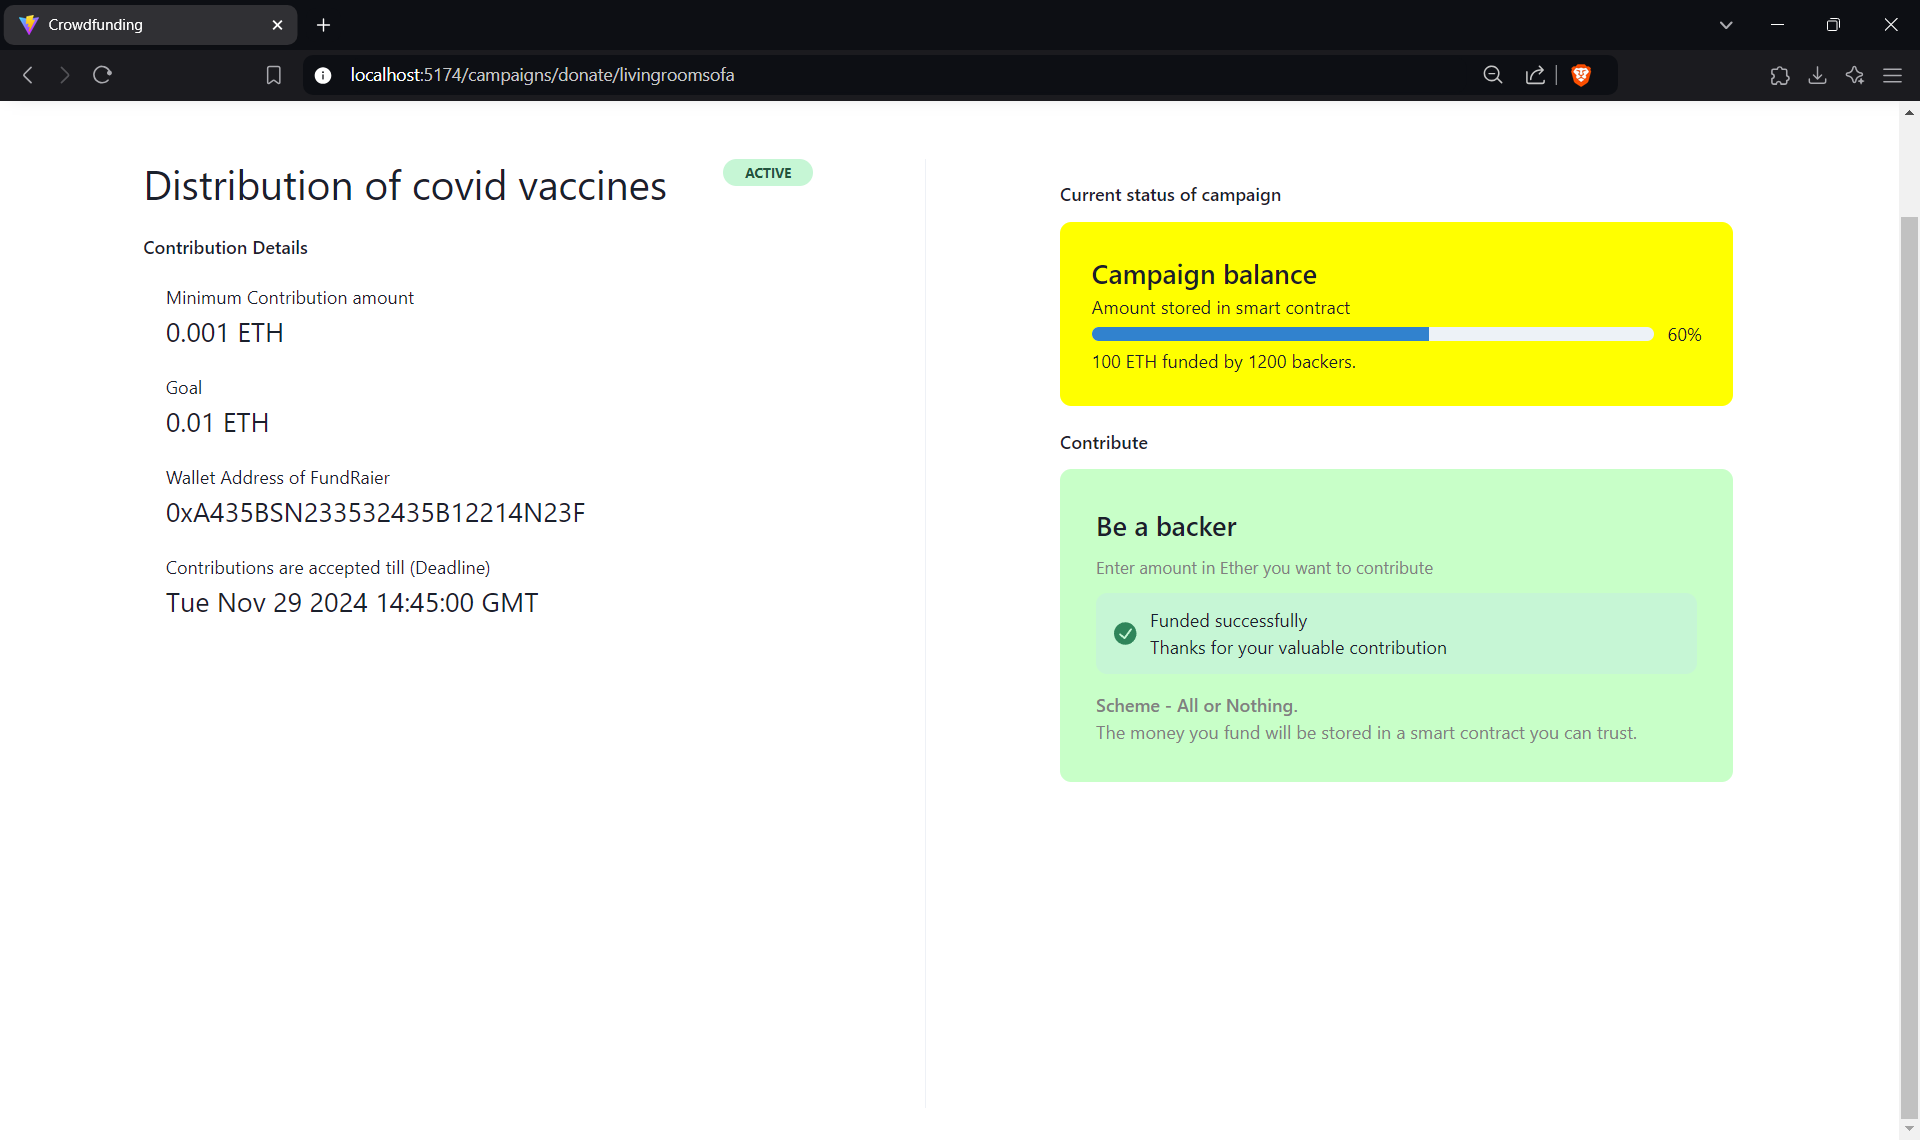 Crowdfunding
localhost:5174/campaigns/donate/livingroomsofa
Distribution of covid vaccines
ACTIVE
Contribution Details
Minimum Contribution amount
0.001 ETH
Goal
0.01 ETH
Wallet Address of FundRaier
0xA435BSN233532435B12214N23F
Contributions are accepted till (Deadline)
Tue Nov 29 2024 14:45:00 GMT
Current status of campaign
Campaign balance
Amount stored in smart contract
60%
100 ETH funded by 1200 backers.
Contribute
Be a backer
Enter amount in Ether you want to contribute
Funded successfully
Thanks for your valuable contribution
Scheme - All or Nothing.
The money you fund will be stored in a smart contract you can trust.